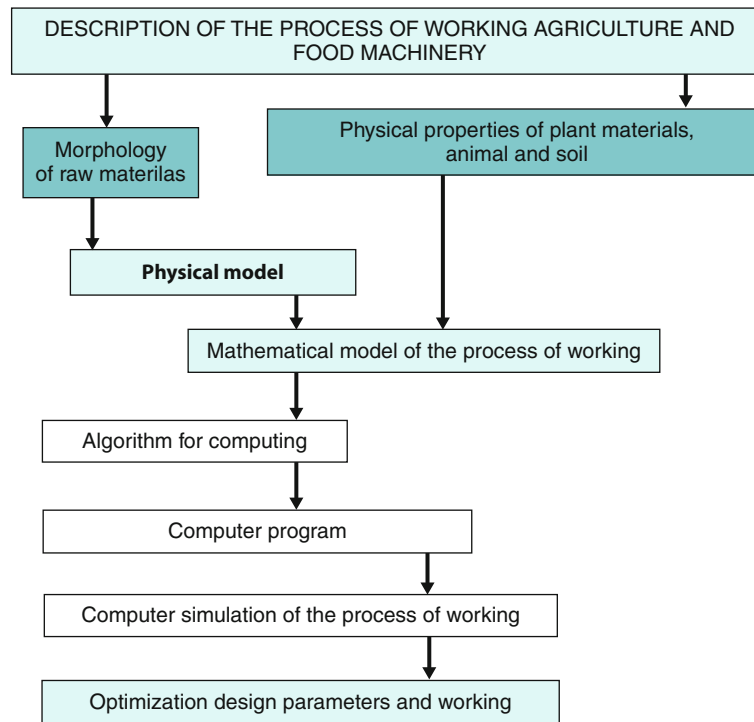 DESCRIPTION OF THE PROCESS OF WORKING AGRICULTURE AND
FOOD MACHINERY
Morphology
of raw materilas
Physical properties of plant materials,
animal and soil
Physical model
Mathematical model of the process of working
Algorithm for computing
Computer program
Computer simulation of the process of working
Optimization design parameters and working